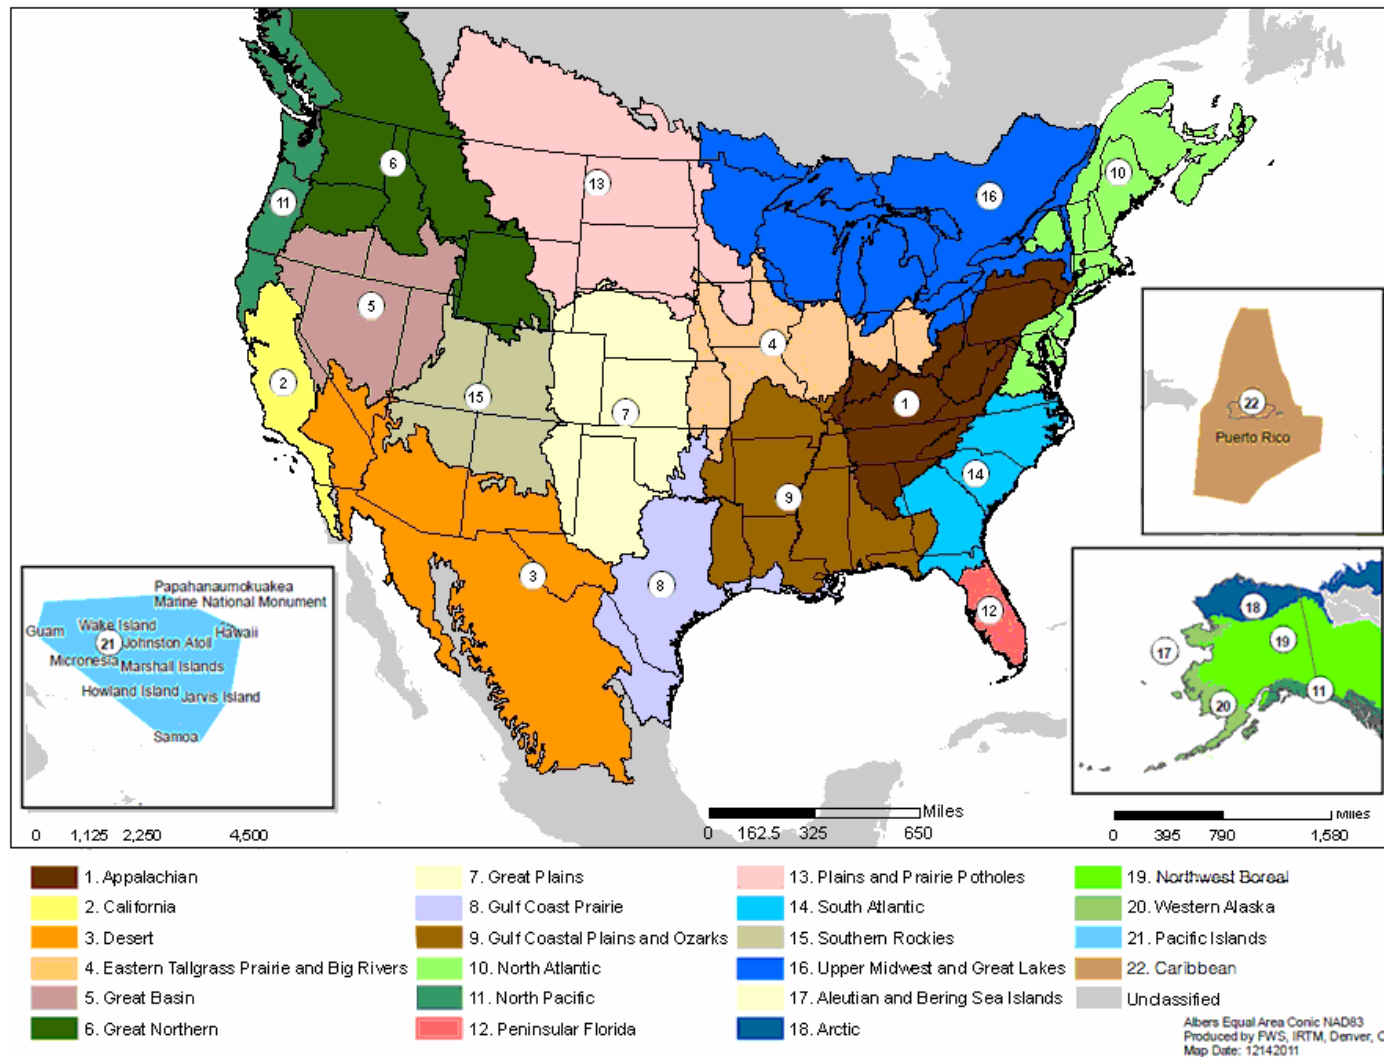 6
13
11
16
10
5
4
2
15
7
1
14
9
3
8
12
22
Puerto Rico
Papahanaumokuakea
Marine National Monument
Guam
Wake Island
Hawaii
21
Johnston Atoll
Micronesia
Marshall Islands
Howland Island
Jarvis Island
Samoa
18
17
19
20
11
0 1,125 2,250 4,500
Miles
0 162.5 325 650
Miles
0 395 790 1,580
1. Appalachian
2. California
3. Desert
4. Eastern Tallgrass Prairie and Big Rivers
5. Great Basin
6. Great Northern
7. Great Plains
8. Gulf Coast Prairie
9. Gulf Coastal Plains and Ozarks
10. North Atlantic
11. North Pacific
12. Peninsular Florida
13. Plains and Prairie Potholes
14. South Atlantic
15. Southern Rockies
16. Upper Midwest and Great Lakes
17. Aleutian and Bering Sea Islands
18. Arctic
19. Northwest Boreal
20. Western Alaska
21. Pacific Islands
22. Caribbean
Unclassified
Albers Equal Area Conic NAD83
Produced by FWS, IRTM, Denver, C
Map Date: 12142011